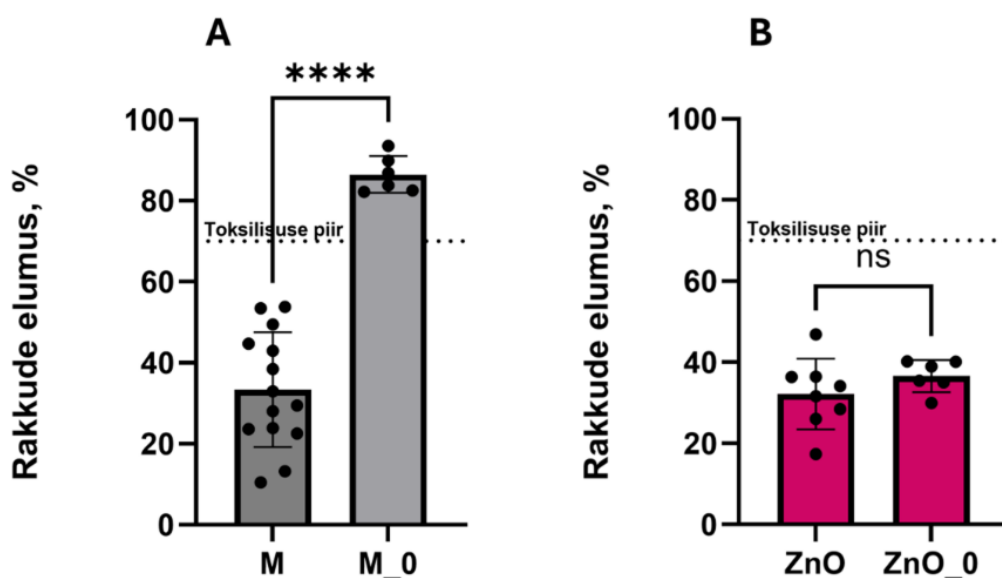 A
****
Rakkude elumus, %
100
80
60
40
20
0
Toksilisuse piir
M
M_0
B
Rakkude elumus, %
100
80
60
40
20
0
Toksilisuse piir
ns
ZnO
ZnO_0